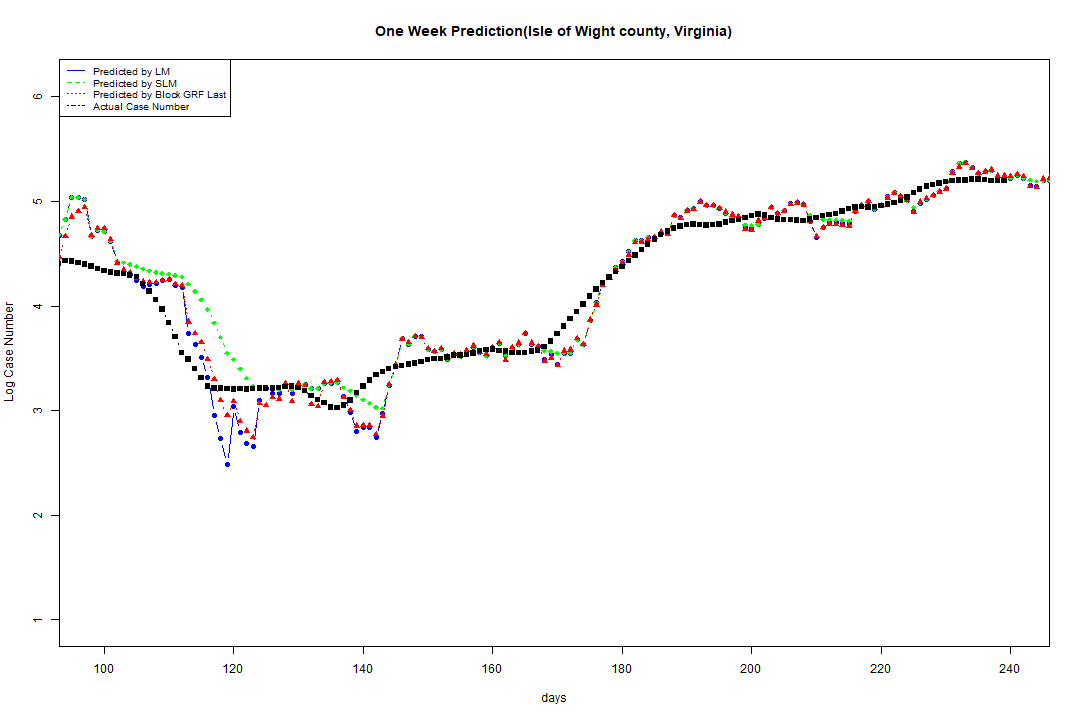 One Week Prediction(Isle of Wight county, Virginia)
Predicted by LM
Predicted by SLM
Predicted by Block GRF Last
Actual Case Number
6
5
4
3
2
1
Log Case Number
100 120 140 160 180 200 220 240
days